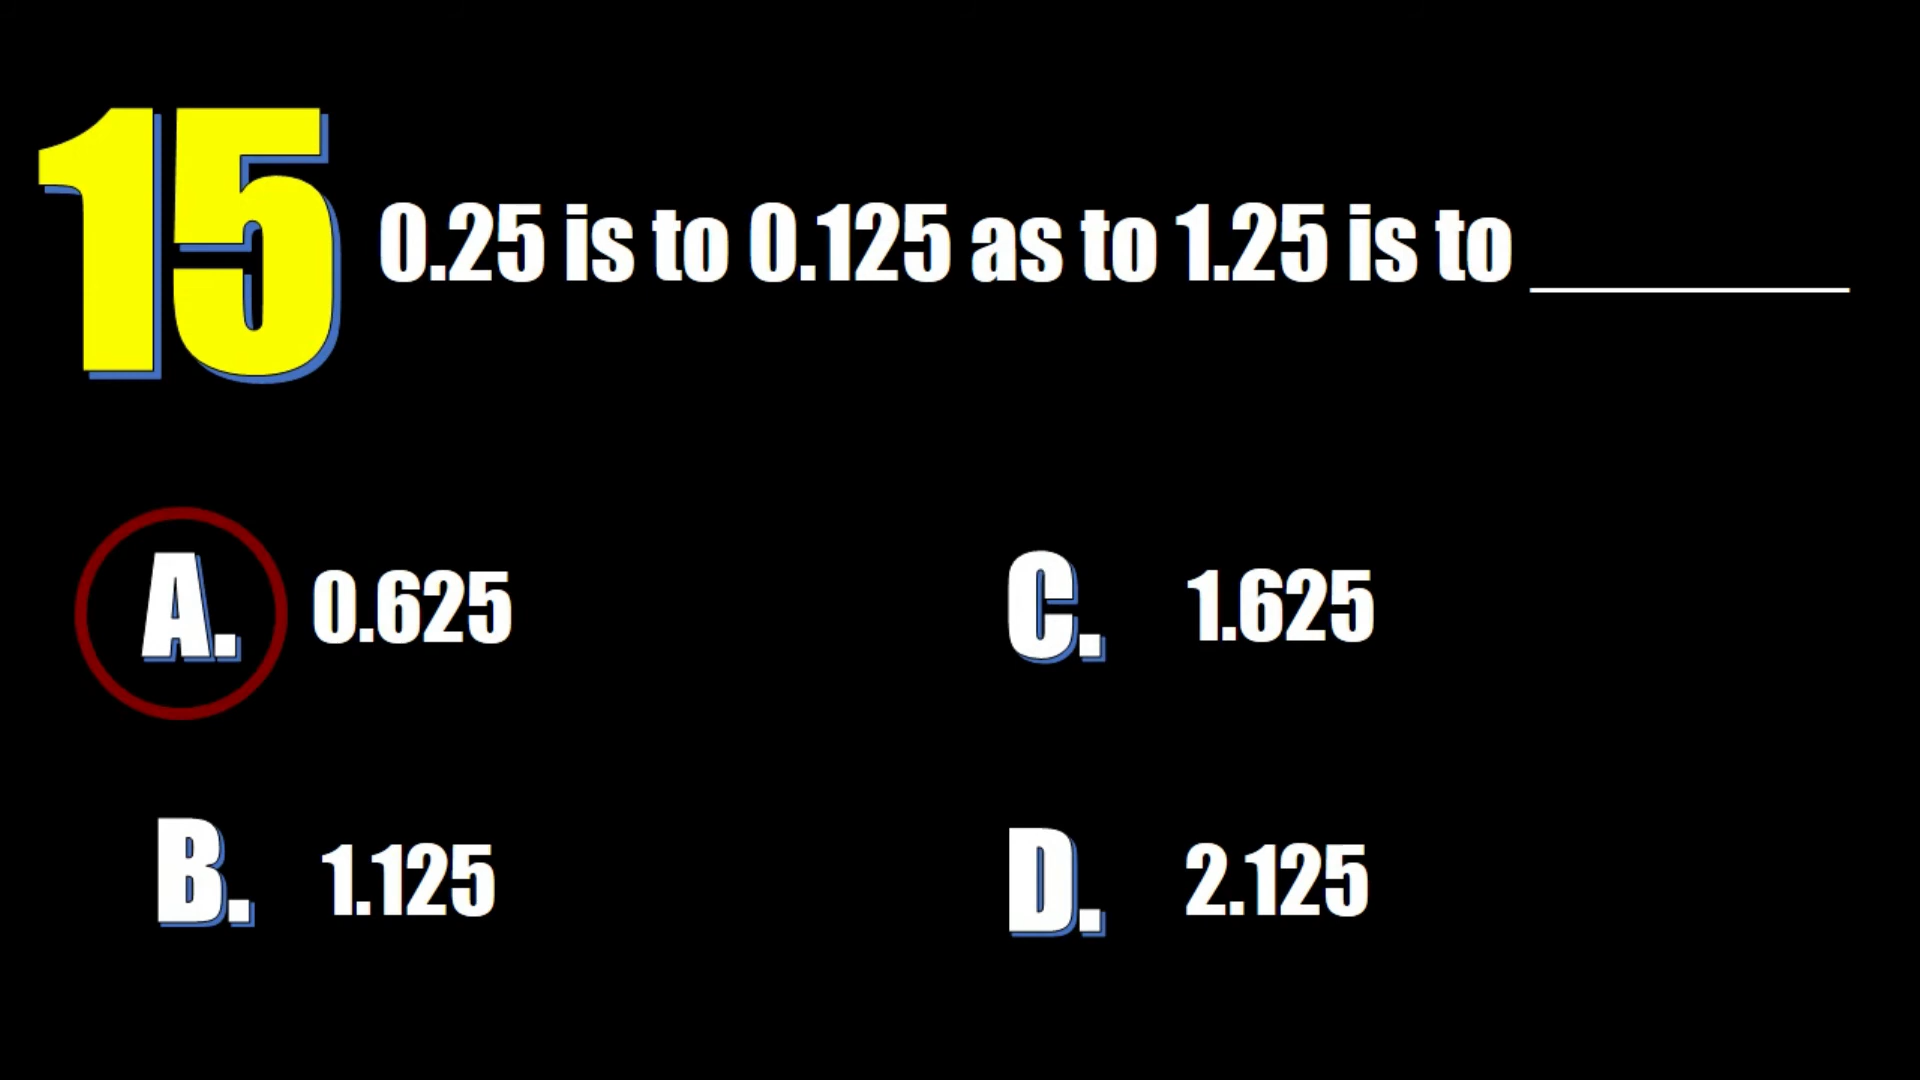 15
0.25 is to 0.125 as to 1.25 is to ________
A. 0.625
B. 1.125
C. 1.625
D. 2.125